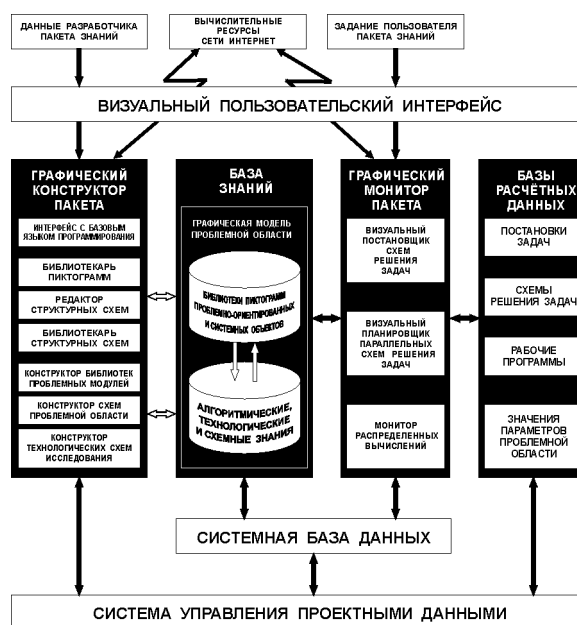 ДАННЫЕ РАЗРАБОТЧИКА
ПАКЕТА ЗНАНИЙ
ВЫЧИСЛИТЕЛЬНЫЕ
РЕСУРСЫ
СЕТИ ИНТЕРНЕТ
ЗАДАНИЕ ПОЛЬЗОВАТЕЛЯ
ПАКЕТА ЗНАНИЙ
ВИЗУАЛЬНЫЙ ПОЛЬЗОВАТЕЛЬСКИЙ ИНТЕРФЕЙС
ГРАФИЧЕСКИЙ
КОНСТРУКТОР
ПАКЕТА
ИНТЕРФЕЙС С БАЗОВЫМ
ЯЗЫКОМ ПРОГРАММИРОВАНИЯ
БИБЛИОТЕКАРЬ
ПИКТОГРАММ
РЕДАКТОР
СТРУКТУРНЫХ СХЕМ
БИБЛИОТЕКАРЬ
СТРУКТУРНЫХ СХЕМ
КОНСТРУКТОР БИБЛИОТЕК
ПРОБЛЕМНЫХ МОДУЛЕЙ
КОНСТРУКТОР СХЕМ
ПРОБЛЕМНОЙ ОБЛАСТИ
КОНСТРУКТОР
ТЕХНОЛОГИЧЕСКИХ СХЕМ
ИССЛЕДОВАНИЯ
БАЗА
ЗНАНИЙ
ГРАФИЧЕСКАЯ МОДЕЛЬ
ПРОБЛЕМНОЙ ОБЛАСТИ
БИБЛИОТЕКИ ПИКТОГРАММ
ПРОБЛЕМНО-ОРИЕНТИРОВАННЫХ
И СИСТЕМНЫХ ОБЪЕКТОВ
АЛГОРИТМИЧЕСКИЕ,
ТЕХНОЛОГИЧЕСКИЕ
И СХЕМНЫЕ ЗНАНИЯ
ГРАФИЧЕСКИЙ
МОНИТОР
ПАКЕТА
ВИЗУАЛЬНЫЙ
ПОСТАНОВЩИК
СХЕМ
РЕШЕНИЯ
ЗАДАЧ
ВИЗУАЛЬНЫЙ
ПЛАНИРОВЩИК
ПАРАЛЛЕЛЬНЫХ
СХЕМ РЕШЕНИЯ
ЗАДАЧ
МОНИТОР
РАСПРЕДЕЛЕННЫХ
ВЫЧИСЛЕНИЙ
БАЗЫ
РАСЧЁТНЫХ
ДАННЫХ
ПОСТАНОВКИ
ЗАДАЧ
СХЕМЫ
РЕШЕНИЯ ЗАДАЧ
РАБОЧИЕ
ПРОГРАММЫ
ЗНАЧЕНИЯ
ПАРАМЕТРОВ
ПРОБЛЕМНОЙ
ОБЛАСТИ
СИСТЕМНАЯ БАЗА ДАННЫХ
СИСТЕМА УПРАВЛЕНИЯ ПРОЕКТНЫМИ ДАННЫМИ